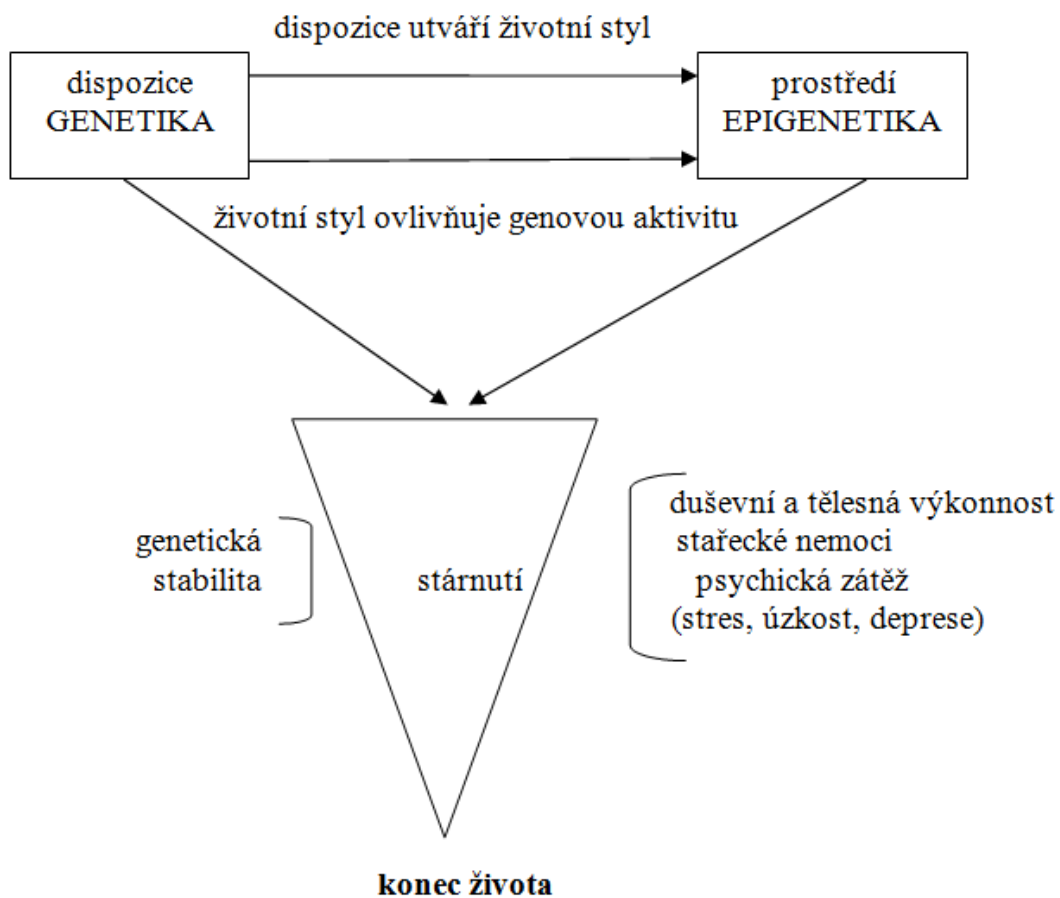 dispozice utváří životní styl
dispozice
GENETIKA
prostředí
EPIGENETIKA
životní styl ovlivňuje genovou aktivitu
genetická
stabilita
stárnutí
duševní a tělesná výkonnost
stařecké nemoci
psychická zátěž
(stres, úzkost, deprese)
konec života